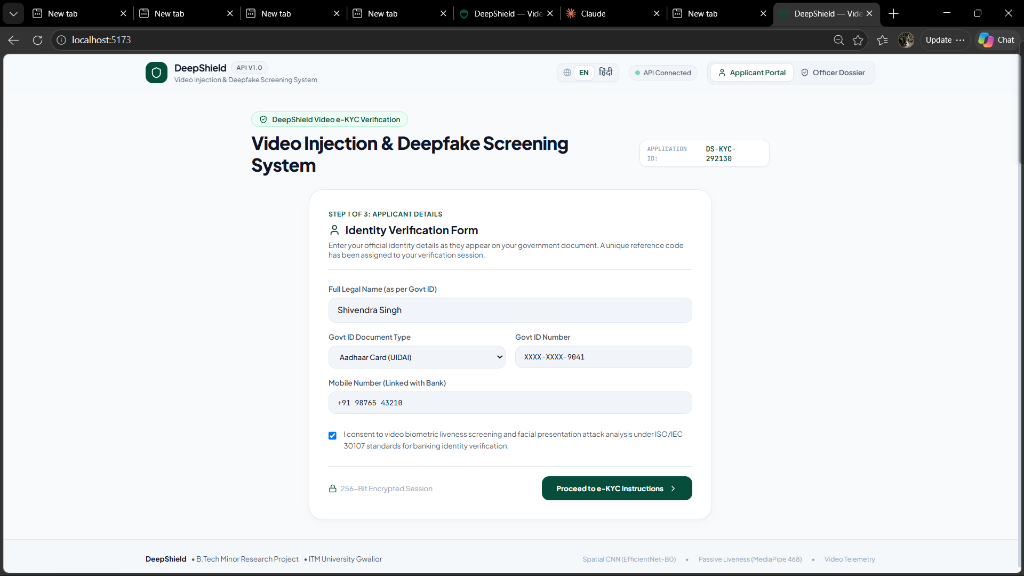 New tab
New tab
New tab
New tab
DeepShield — Vide
Claude
New tab
DeepShield — Vide
localhost:5173
Update
Chat
DeepShield API V1.0
Video Injection & Deepfake Screening System
EN हिंदी
API Connected
Applicant Portal
Officer Dossier
DeepShield Video e-KYC Verification
Video Injection & Deepfake Screening
System
APPLICATION
ID:
DS-KYC-
292130
STEP 1 OF 3: APPLICANT DETAILS
Identity Verification Form
Enter your official identity details as they appear on your government document. A unique reference code
has been assigned to your verification session.
Full Legal Name (as per Govt ID)
Shivendra Singh
Govt ID Document Type
Govt ID Number
Aadhaar Card (UIDAI)
XXXX-XXXX-9041
Mobile Number (Linked with Bank)
+91 98765 43210
I consent to video biometric liveness screening and facial presentation attack analysis under ISO/IEC
30107 standards for banking identity verification.
256-Bit Encrypted Session
Proceed to e-KYC Instructions
DeepShield • B.Tech Minor Research Project • ITM University Gwalior
Spatial CNN (EfficientNet-B0) • Passive Liveness (MediaPipe 468) • Video Telemetry